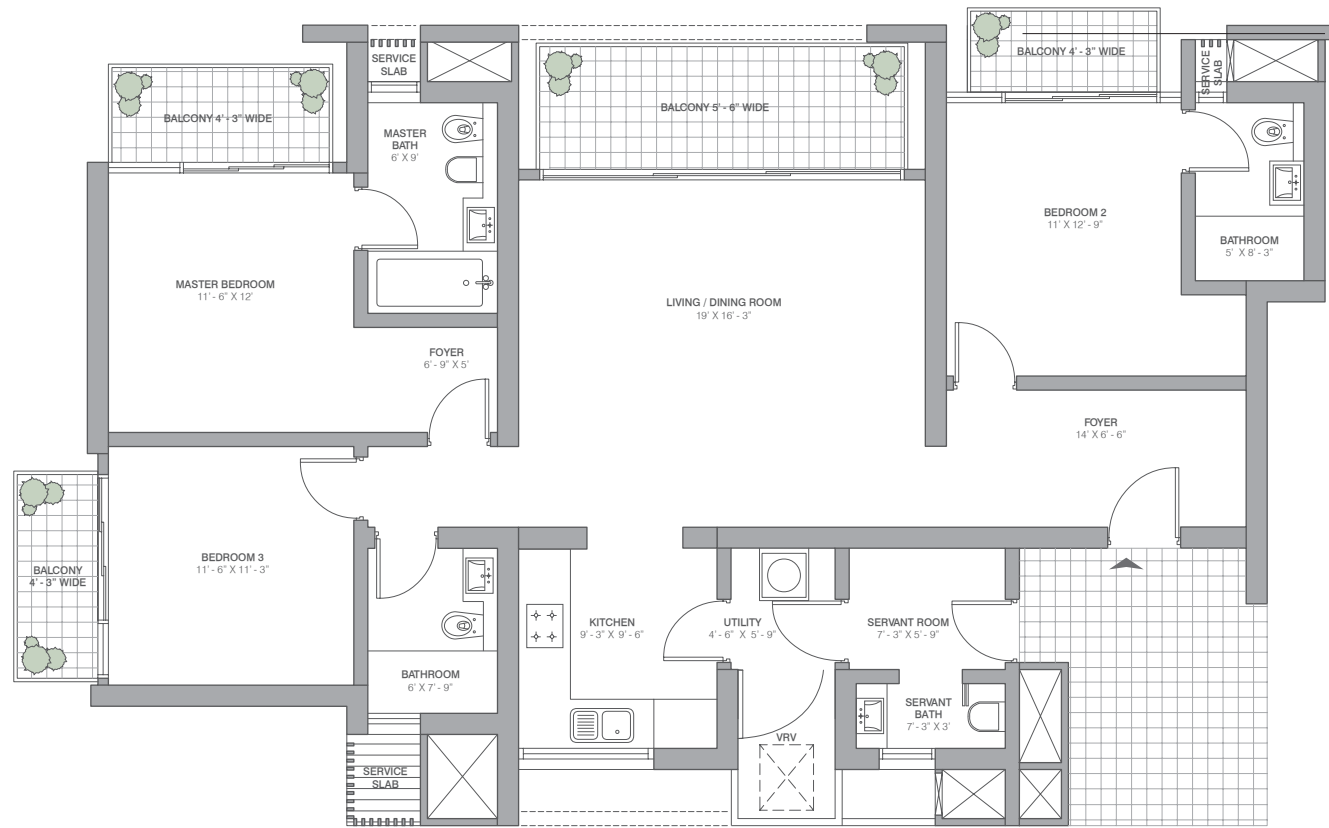 SERVICE
SLAB
BALCONY 4' - 3" WIDE
SERVICE
SLAB
BALCONY 4' - 3" WIDE
BALCONY 5' - 6" WIDE
MASTER
BATH
6' X 9'
BEDROOM 2
11' X 12' - 9"
BATHROOM
5' X 8' - 3"
MASTER BEDROOM
11' - 6" X 12'
LIVING / DINING ROOM
19' X 16' - 3"
FOYER
6' - 9" X 5'
FOYER
14' X 6' - 6"
BEDROOM 3
11' - 6" X 11' - 3"
BALCONY
4' - 3" WIDE
KITCHEN
9' - 3" X 9' - 6"
UTILITY
4' - 6" X 5' - 9"
SERVANT ROOM
7' - 3" X 5' - 9"
BATHROOM
6' X 7' - 9"
SERVANT
BATH
7' - 3" X 3'
VRV
SERVICE
SLAB